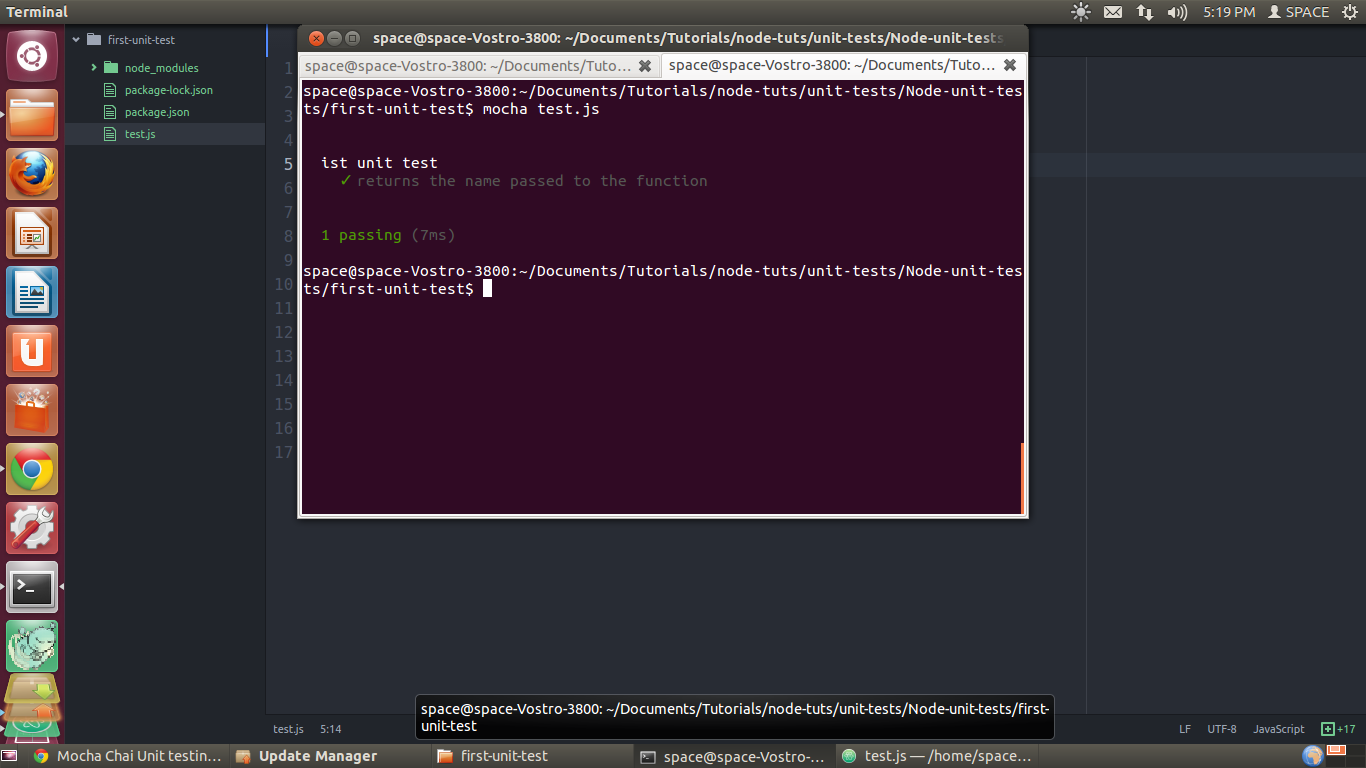 Terminal
5:19 PM
SPACE
first-unit-test
node_modules
package-lock.json
package.json
test.js
1
2
3
4
5
6
7
8
9
10
11
12
13
14
15
16
17
space@space-Vostro-3800: ~/Documents/Tutorials/node-tuts/unit-tests/Node-unit-tests
space@space-Vostro-3800: ~/Documents/Tuto...
space@space-Vostro-3800: ~/Documents/Tuto...
space@space-Vostro-3800:~/Documents/Tutorials/node-tuts/unit-tests/Node-unit-tes
ts/first-unit-test$ mocha test.js
ist unit test
✓ returns the name passed to the function
1 passing (7ms)
space@space-Vostro-3800:~/Documents/Tutorials/node-tuts/unit-tests/Node-unit-tes
ts/first-unit-test$
space@space-Vostro-3800: ~/Documents/Tutorials/node-tuts/unit-tests/Node-unit-tests/first-
unit-test
test.js 5:14
LF UTF-8 JavaScript +17
Mocha Chai Unit testin...
Update Manager
first-unit-test
space@space-Vostro-...
test.js — /home/space...